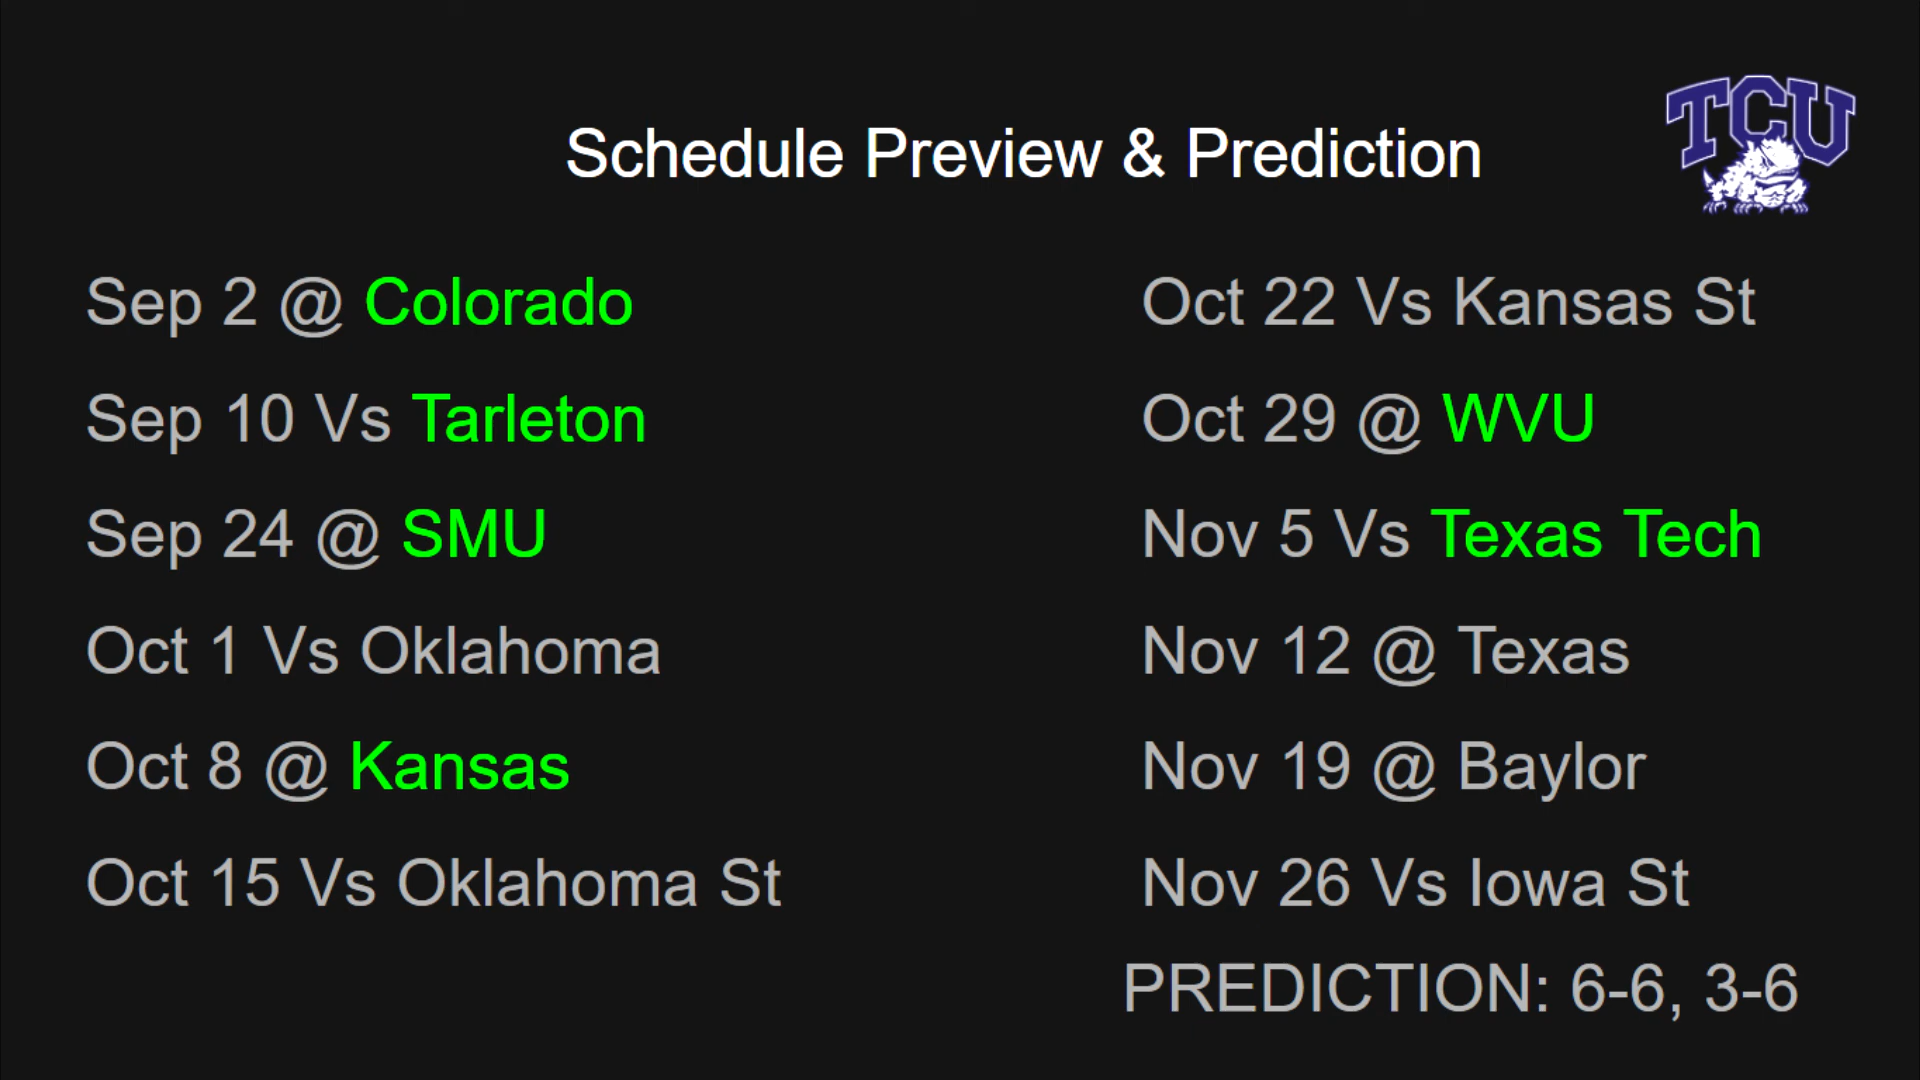 TCU
Schedule Preview & Prediction
Sep 2 @ Colorado
Sep 10 Vs Tarleton
Sep 24 @ SMU
Oct 1 Vs Oklahoma
Oct 8 @ Kansas
Oct 15 Vs Oklahoma St
Oct 22 Vs Kansas St
Oct 29 @ WVU
Nov 5 Vs Texas Tech
Nov 12 @ Texas
Nov 19 @ Baylor
Nov 26 Vs Iowa St
PREDICTION: 6-6, 3-6